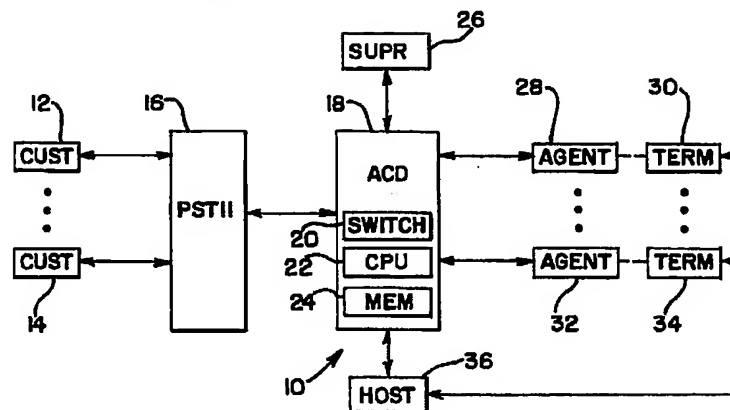 26
SUPR
12
16
18
28
30
CUST
ACD
AGENT
TERM
PST11
SWITCH
20
CPU
22
CUST
AGENT
TERM
24
MEM
14
32
34
36
10
HOST